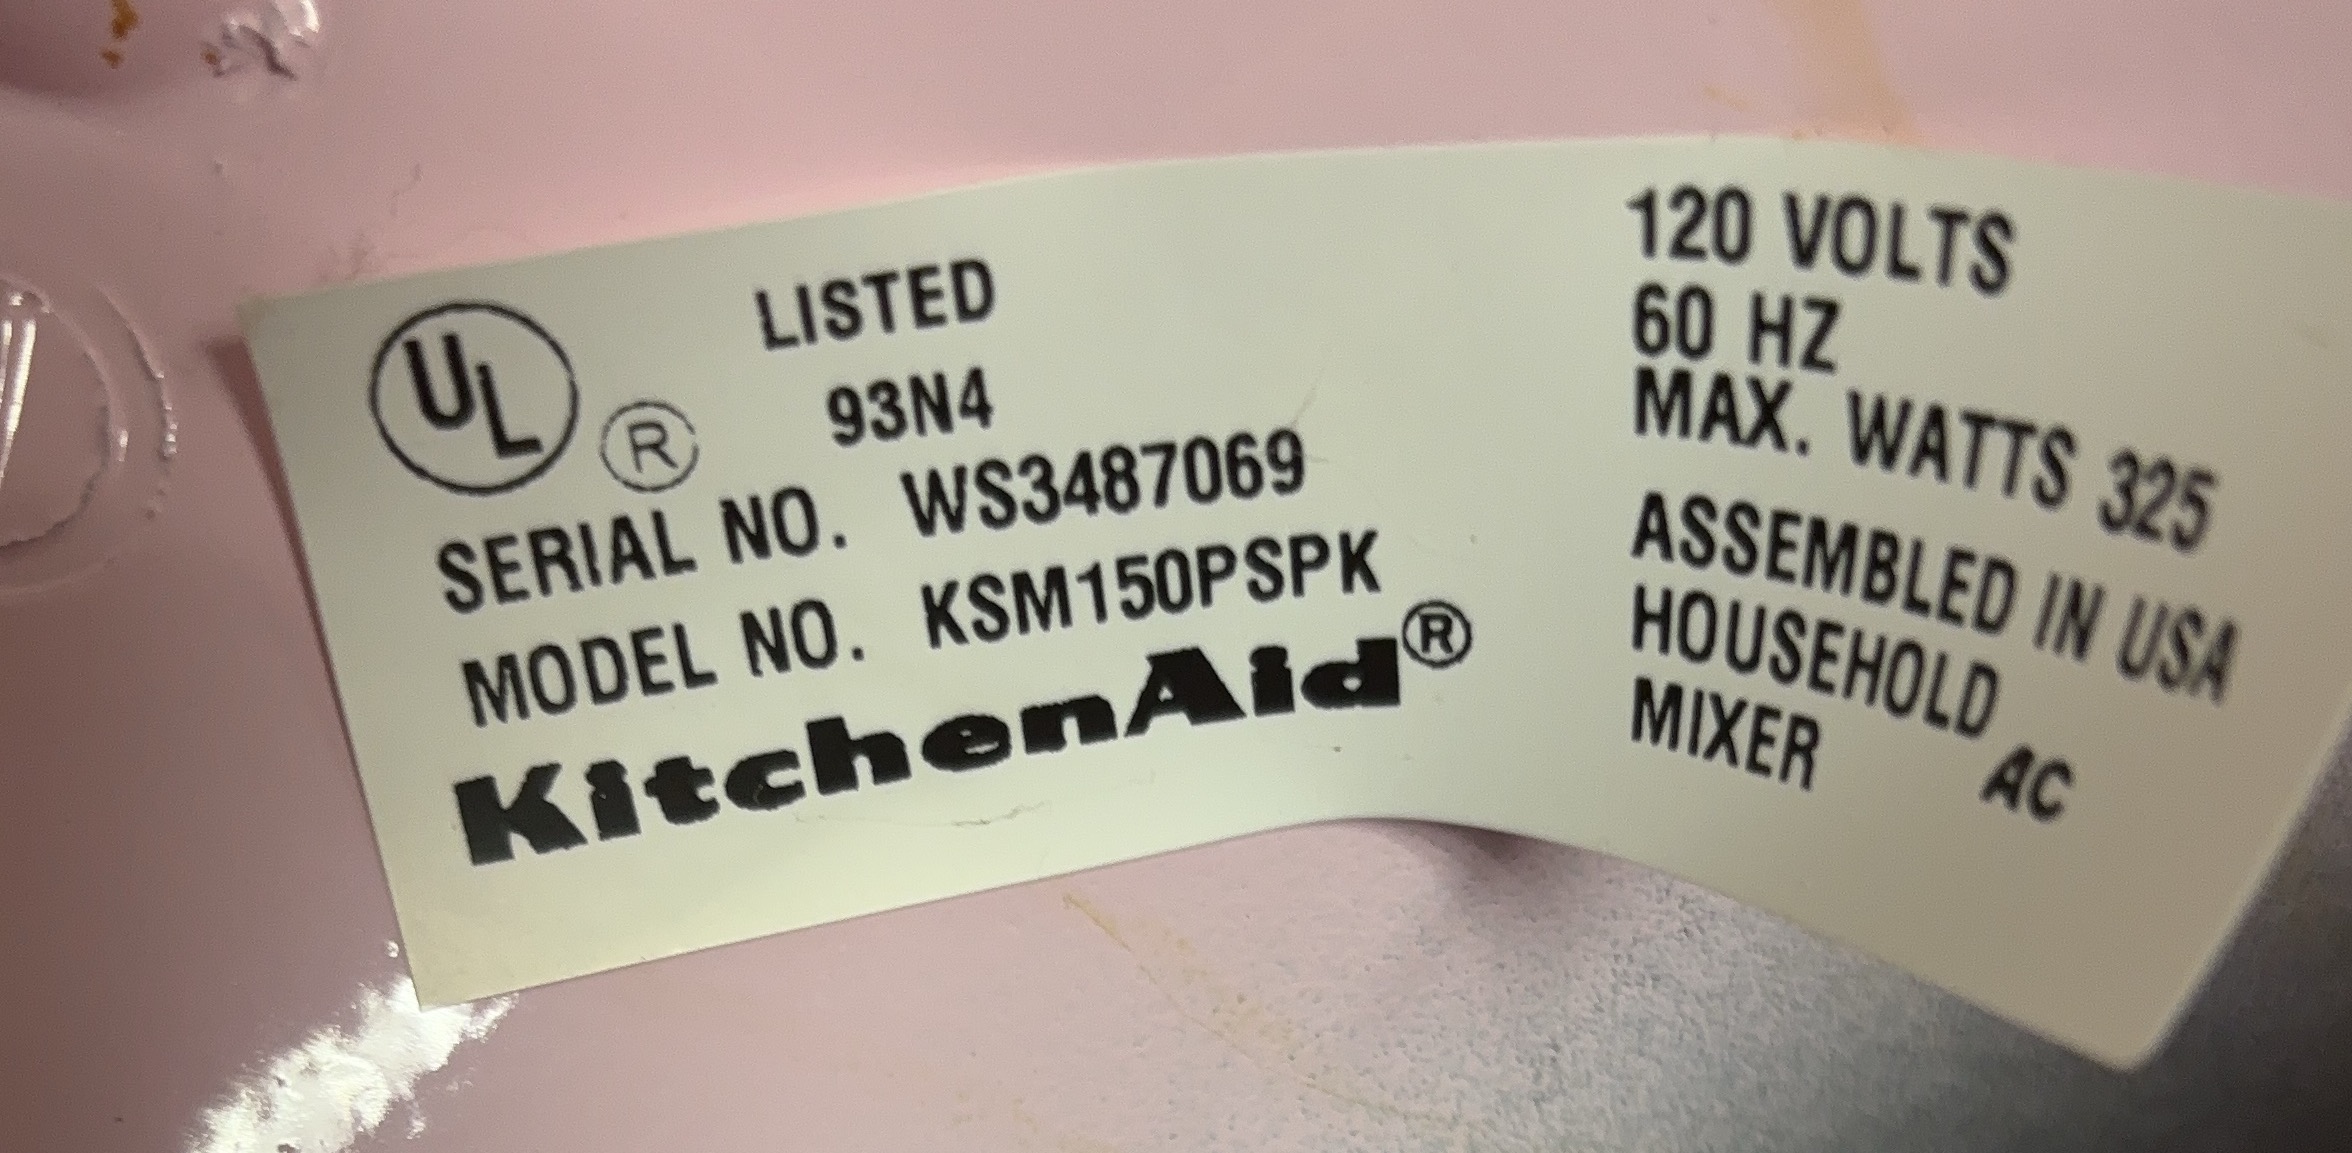 UL ® LISTED
93N4
SERIAL NO. WS3487069
MODEL NO. KSM150PSPK
KitchenAid®
120 VOLTS
60 HZ
MAX. WATTS 325
ASSEMBLED IN USA
HOUSEHOLD
MIXER AC